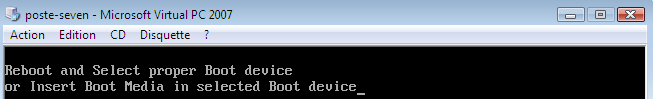 poste-seven - Microsoft Virtual PC 2007
Action Edition CD Disquette ?
Reboot and Select proper Boot device
or Insert Boot Media in selected Boot device_